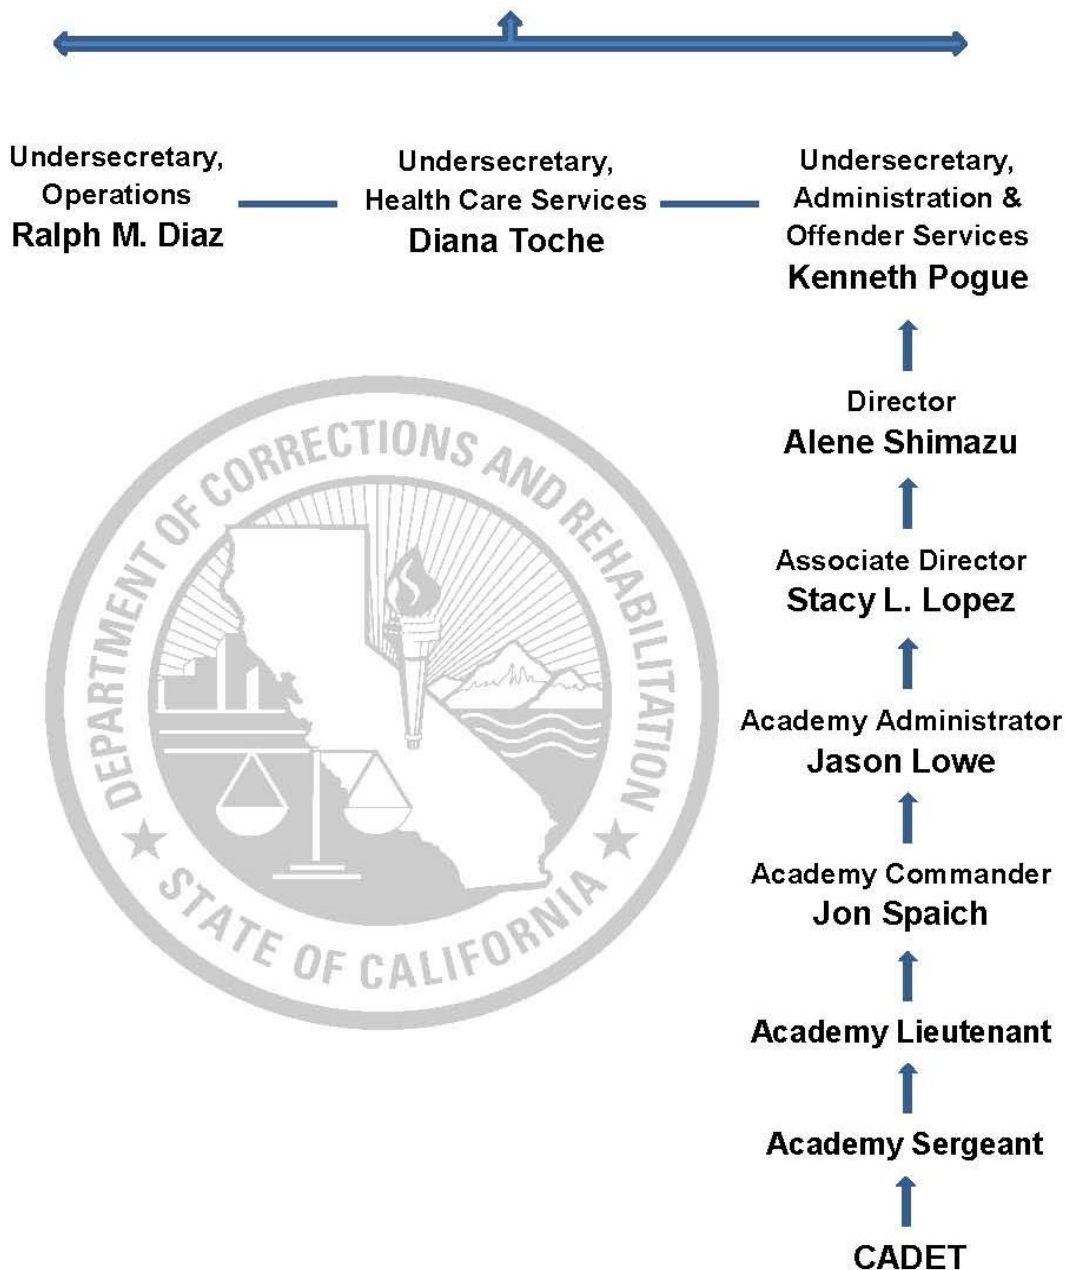 Undersecretary,
Operations
Ralph M. Diaz
Undersecretary,
Health Care Services
Diana Toche
Undersecretary,
Administration &
Offender Services
Kenneth Pogue
Director
Alene Shimazu
Associate Director
Stacy L. Lopez
Academy Administrator
Jason Lowe
Academy Commander
Jon Spaich
Academy Lieutenant
Academy Sergeant
CADET
DEPARTMENT OF CORRECTIONS AND REHABILITATION
STATE OF CALIFORNIA